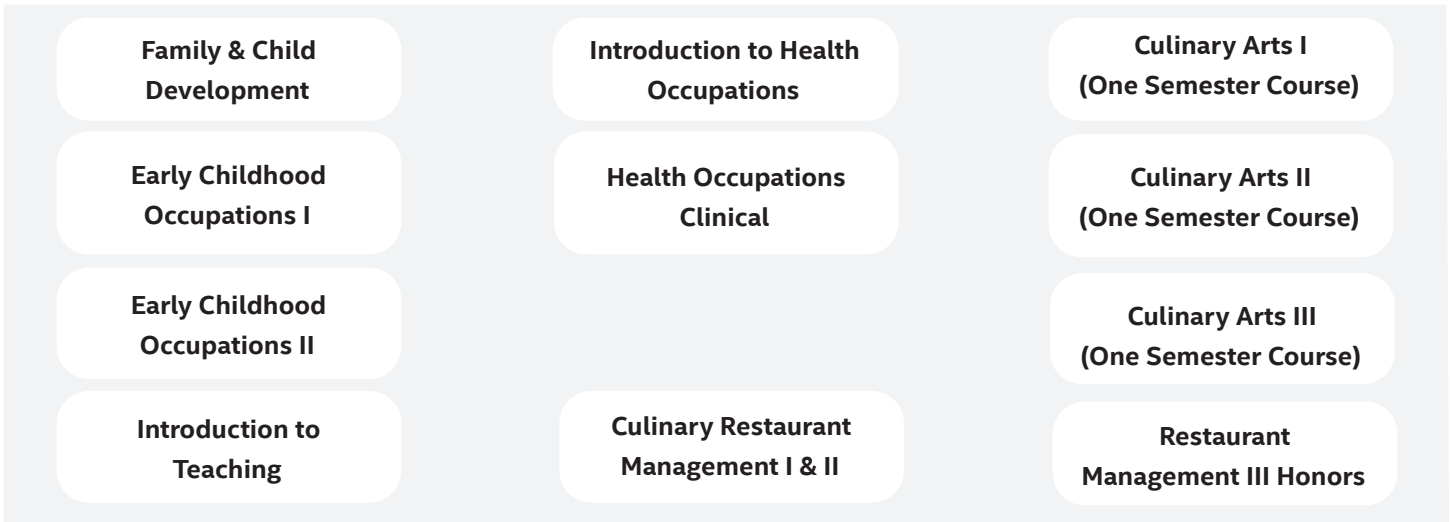 Family & Child
Development
Early Childhood
Occupations I
Early Childhood
Occupations II
Introduction to
Teaching
Introduction to Health
Occupations
Health Occupations
Clinical
Culinary Restaurant
Management I & II
Culinary Arts I
(One Semester Course)
Culinary Arts II
(One Semester Course)
Culinary Arts III
(One Semester Course)
Restaurant
Management III Honors